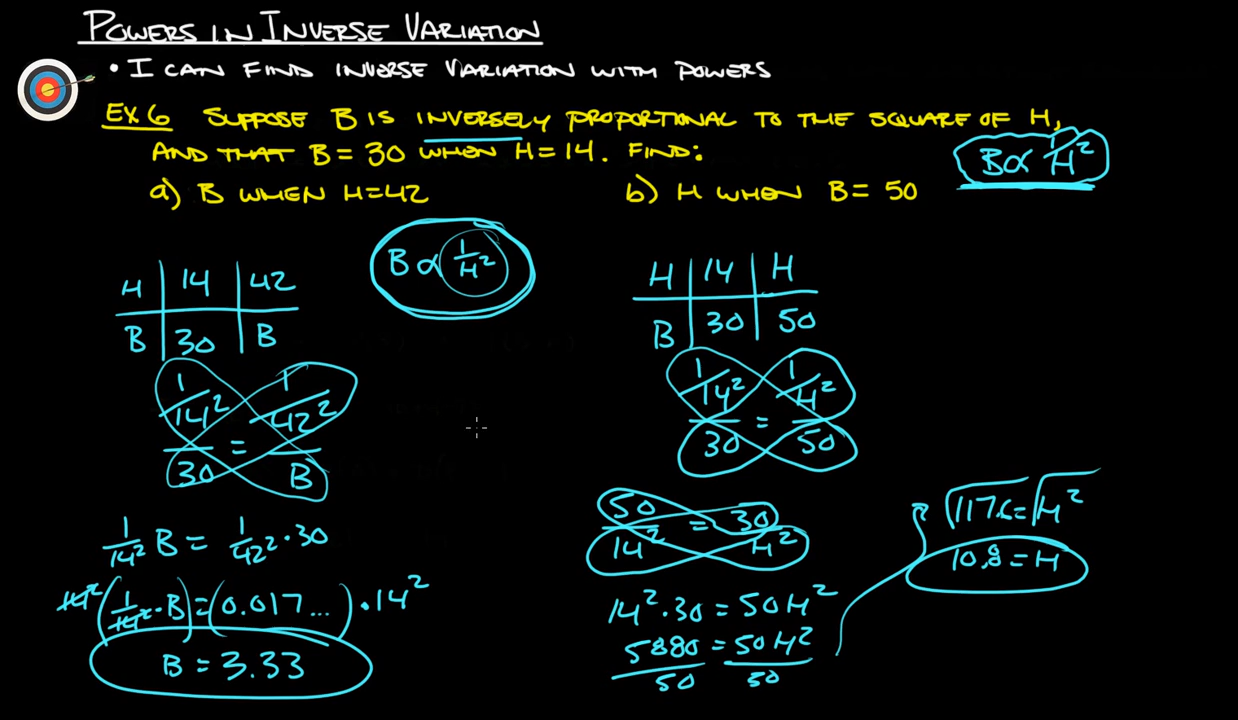 POWERS IN INVERSE VARIATION
• I CAN FIND INVERSE VARIATION WITH POWERS
EX 6 SUPPOSE B IS INVERSELY PROPORTIONAL TO THE SQUARE OF H,
AND THAT B = 30 WHEN H = 14. FIND:
B ∝ 1/H²
a) B WHEN H = 42
b) H WHEN B = 50
B ∝ 1/H²
H | 14 | 42
B | 30 | B
(1/14²)/30 = (1/42²)/B
1/14² B = 1/42² · 30
14² (1/14² · B) = (0.017...) · 14²
B = 3.33
H | 14 | H
B | 30 | 50
(1/14²)/30 = (1/H²)/50
50/14² = 30/H²
14² · 30 = 50H²
5880/50 = 50H²/50
√117.6 = √H²
10.8 = H